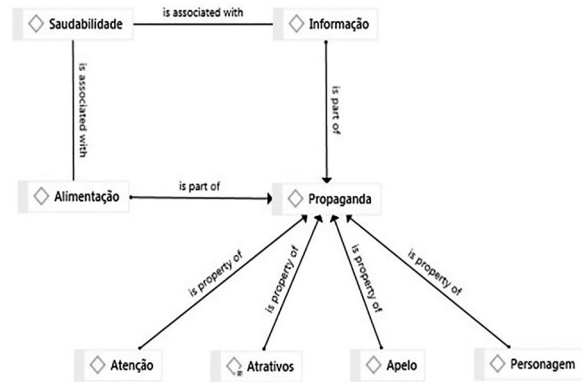 Saudabilidade
is associated with
Informação
is associated with
is part of
Alimentação
is part of
Propaganda
is property of
is property of
is property of
is property of
Atenção
Atrativos
Apelo
Personagem